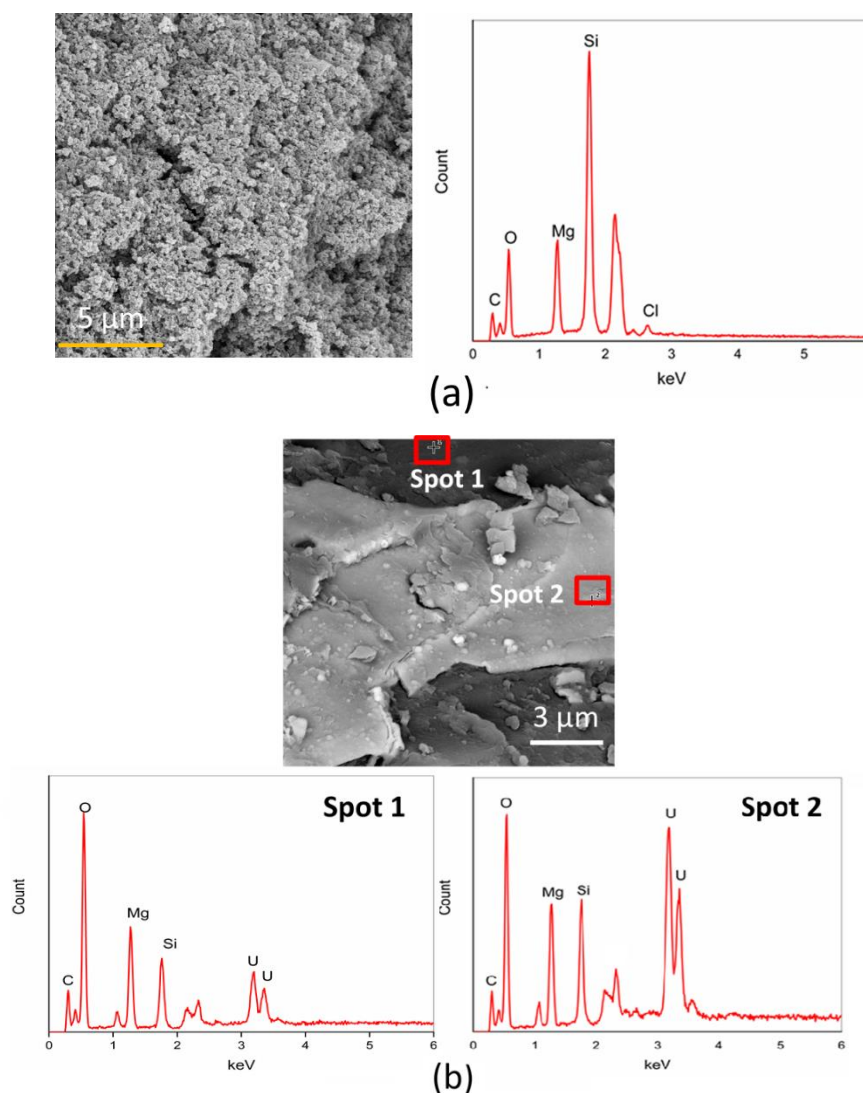 5 µm
Count
Si
O
Mg
C
Cl
0 1 2 3 4 5
keV
(a)
Spot 1
Spot 2
3 µm
Spot 1
Count
O
Mg
Si
C
U
U
0 1 2 3 4 5 6
keV
Spot 2
Count
O
U
Mg
Si
U
C
0 1 2 3 4 5 6
keV
(b)